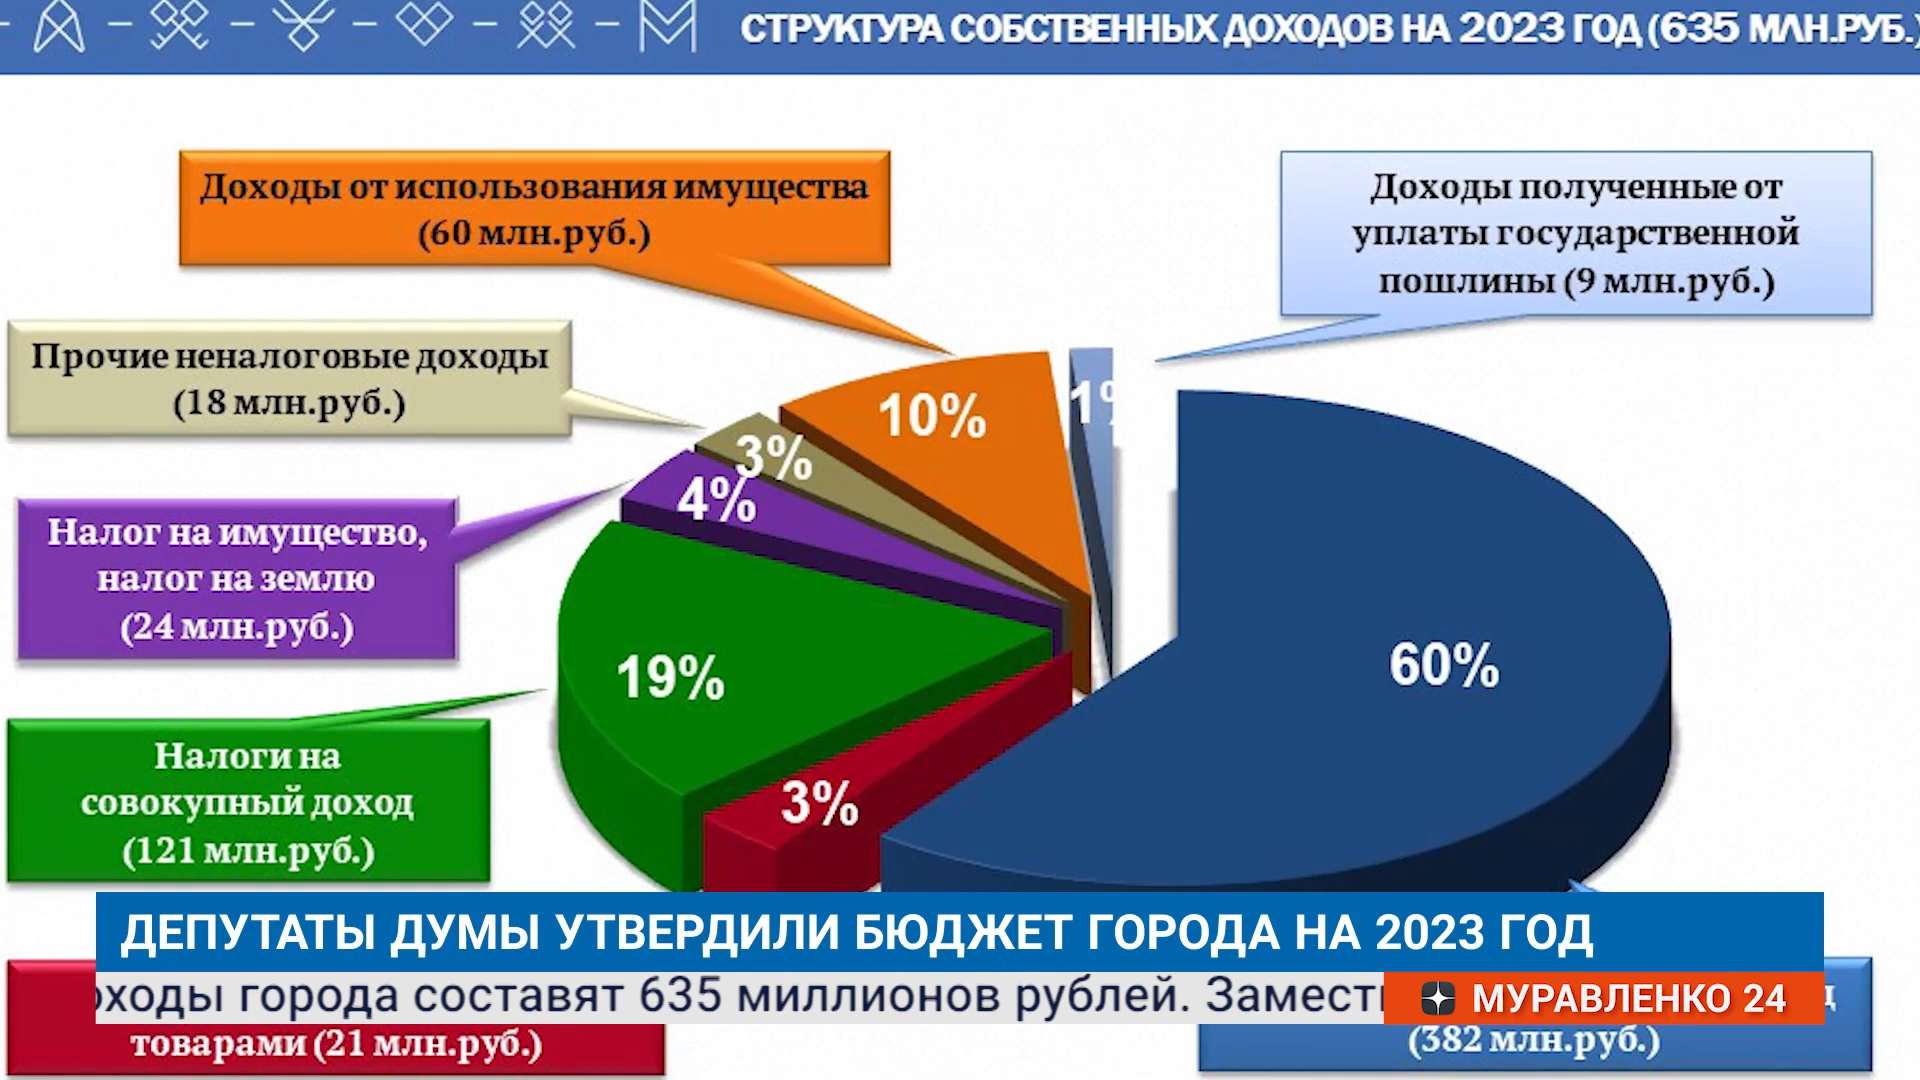 СТРУКТУРА СОБСТВЕННЫХ ДОХОДОВ НА 2023 ГОД (635 МЛН.РУБ.)
Доходы от использования имущества
(60 млн.руб.)
Доходы полученные от
уплаты государственной
пошлины (9 млн.руб.)
Прочие неналоговые доходы
(18 млн.руб.)
10%
1%
3%
4%
Налог на имущество,
налог на землю
(24 млн.руб.)
19%
60%
Налоги на
совокупный доход
(121 млн.руб.)
3%
ДЕПУТАТЫ ДУМЫ УТВЕРДИЛИ БЮДЖЕТ ГОРОДА НА 2023 ГОД
оходы города составят 635 миллионов рублей. Замести
МУРАВЛЕНКО 24
товарами (21 млн.руб.)
(382 млн.руб.)